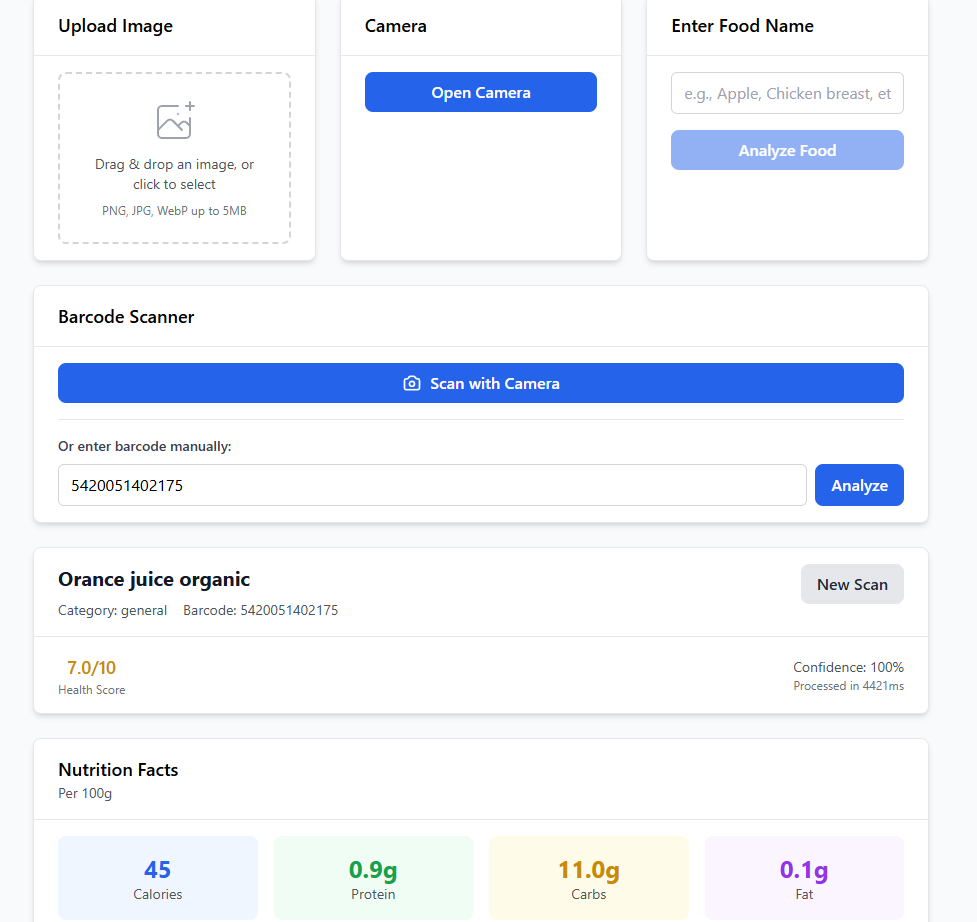 Upload Image
Drag & drop an image, or
click to select
PNG, JPG, WebP up to 5MB
Camera
Open Camera
Enter Food Name
e.g., Apple, Chicken breast, et
Analyze Food
Barcode Scanner
Scan with Camera
Or enter barcode manually:
5420051402175
Analyze
Orance juice organic
Category: general Barcode: 5420051402175
New Scan
7.0/10
Health Score
Confidence: 100%
Processed in 4421ms
Nutrition Facts
Per 100g
45
Calories
0.9g
Protein
11.0g
Carbs
0.1g
Fat